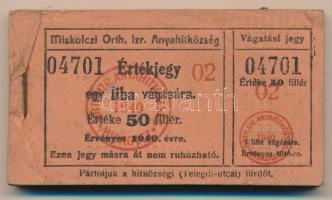 Miskolczi Orth. Izr. Anyahitközség
04701 Értékjegy 02
egy liba vágására.
Értéke 50 fillér.
Érvényes 1940. évre.
Ezen jegy másra át nem ruházható.
Vágatási jegy
04701
Értéke 50 fillér
02
1 liba vágására.
Érvényes 1940-re.
Pártoljuk a hitközségi (Telegdi-utcai) fürdőt.